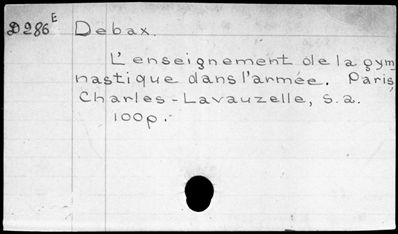 D286 E Debax.
L'enseignement de la gym
nastique dans l'armée. Paris,
Charles-Lavauzelle, s.a.
100p.